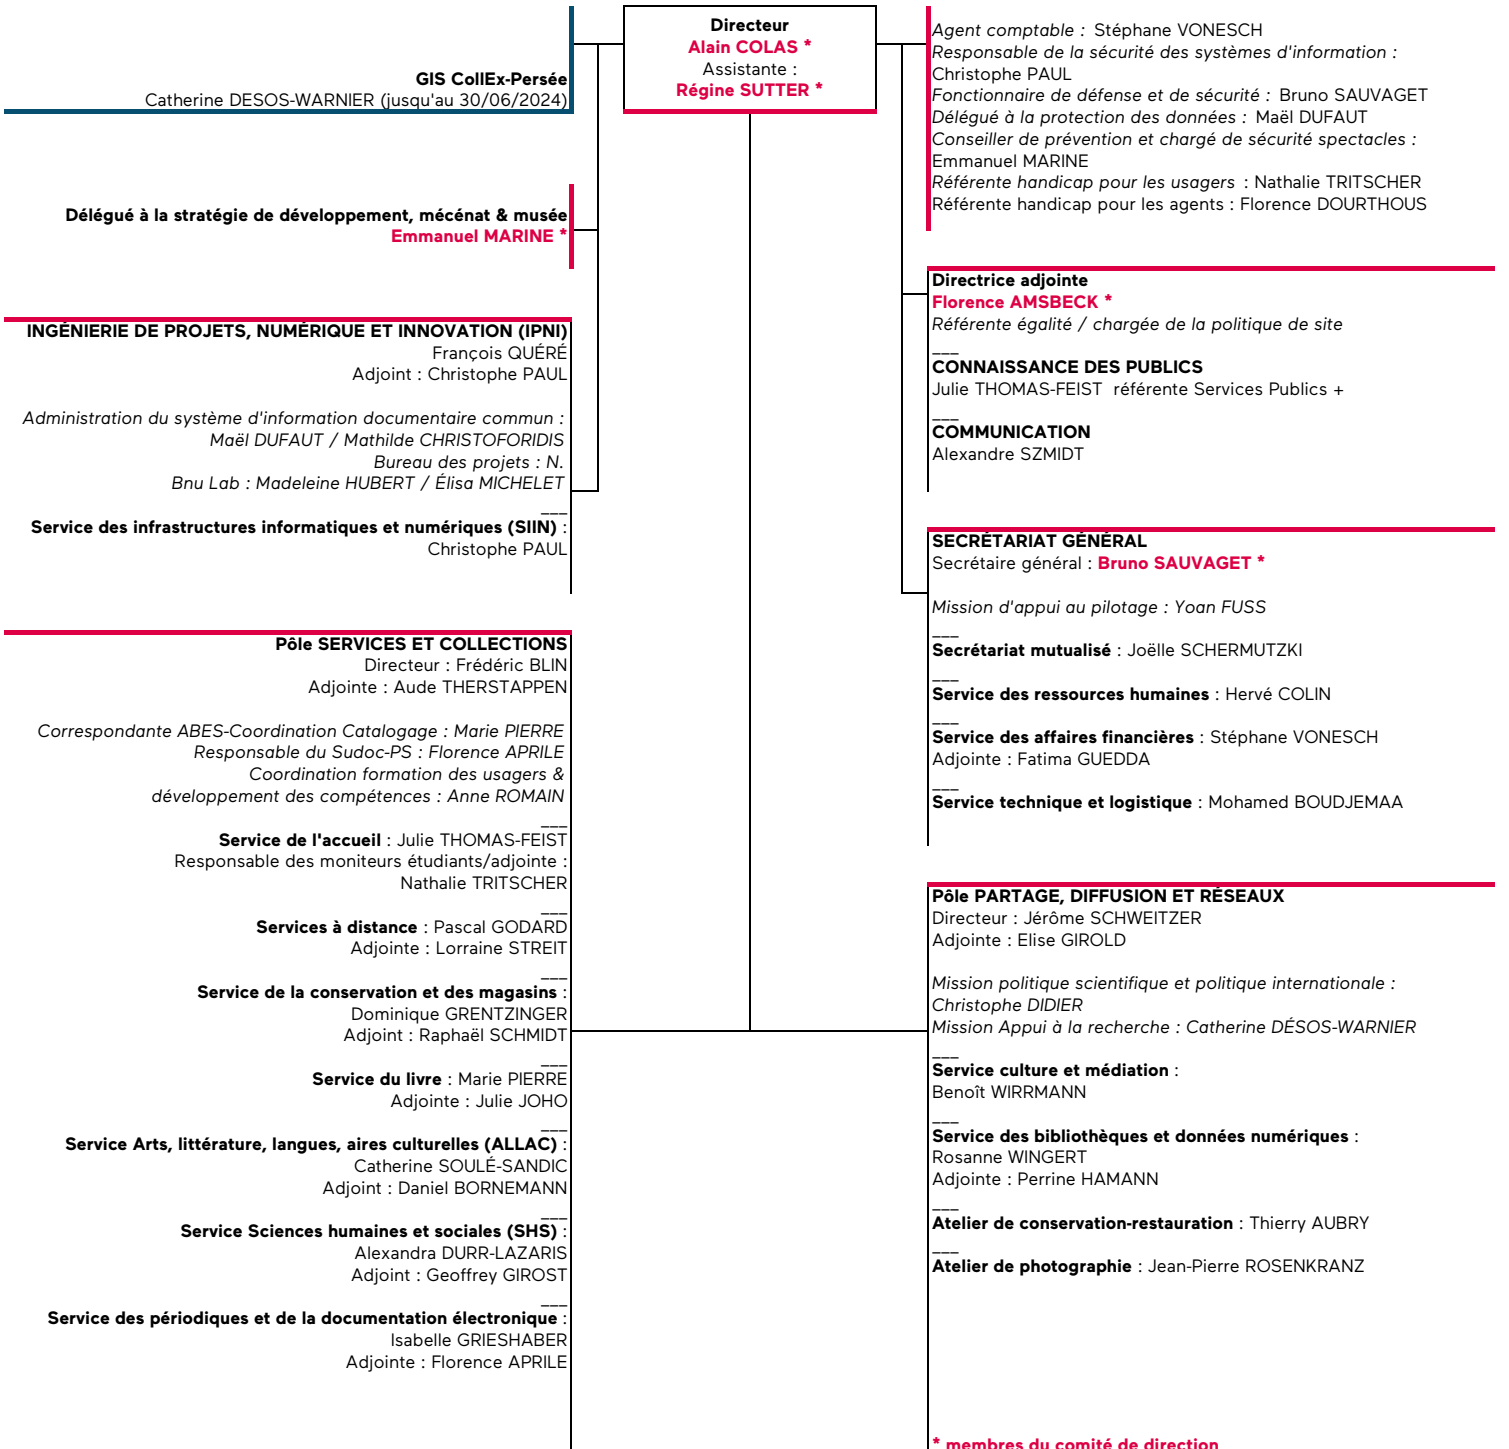 Directeur
Alain COLAS *
Assistante :
Régine SUTTER *
GIS CollEx-Persée
Catherine DESOS-WARNIER (jusqu'au 30/06/2024)
Délégué à la stratégie de développement, mécénat & musée
Emmanuel MARINE *
INGÉNIERIE DE PROJETS, NUMÉRIQUE ET INNOVATION (IPNI)
François QUÉRÉ
Adjoint : Christophe PAUL
Administration du système d'information documentaire commun :
Maël DUFAUT / Mathilde CHRISTOFORIDIS
Bureau des projets : N.
Bnu Lab : Madeleine HUBERT / Élisa MICHELET
___
Service des infrastructures informatiques et numériques (SIIN) :
Christophe PAUL
Pôle SERVICES ET COLLECTIONS
Directeur : Frédéric BLIN
Adjointe : Aude THERSTAPPEN
Correspondante ABES-Coordination Catalogage : Marie PIERRE
Responsable du Sudoc-PS : Florence APRILE
Coordination formation des usagers &
développement des compétences : Anne ROMAIN
___
Service de l'accueil : Julie THOMAS-FEIST
Responsable des moniteurs étudiants/adjointe :
Nathalie TRITSCHER
___
Services à distance : Pascal GODARD
Adjointe : Lorraine STREIT
___
Service de la conservation et des magasins :
Dominique GRENTZINGER
Adjoint : Raphaël SCHMIDT
___
Service du livre : Marie PIERRE
Adjointe : Julie JOHO
___
Service Arts, littérature, langues, aires culturelles (ALLAC) :
Catherine SOULÉ-SANDIC
Adjoint : Daniel BORNEMANN
___
Service Sciences humaines et sociales (SHS) :
Alexandra DURR-LAZARIS
Adjoint : Geoffrey GIROST
___
Service des périodiques et de la documentation électronique :
Isabelle GRIESHABER
Adjointe : Florence APRILE
Agent comptable : Stéphane VONESCH
Responsable de la sécurité des systèmes d'information :
Christophe PAUL
Fonctionnaire de défense et de sécurité : Bruno SAUVAGET
Délégué à la protection des données : Maël DUFAUT
Conseiller de prévention et chargé de sécurité spectacles :
Emmanuel MARINE
Référente handicap pour les usagers : Nathalie TRITSCHER
Référente handicap pour les agents : Florence DOURTHOUS
Directrice adjointe
Florence AMSBECK *
Référente égalité / chargée de la politique de site
___
CONNAISSANCE DES PUBLICS
Julie THOMAS-FEIST référente Services Publics +
___
COMMUNICATION
Alexandre SZMIDT
SECRÉTARIAT GÉNÉRAL
Secrétaire général : Bruno SAUVAGET *
Mission d'appui au pilotage : Yoan FUSS
___
Secrétariat mutualisé : Joëlle SCHERMUTZKI
___
Service des ressources humaines : Hervé COLIN
___
Service des affaires financières : Stéphane VONESCH
Adjointe : Fatima GUEDDA
___
Service technique et logistique : Mohamed BOUDJEMAA
Pôle PARTAGE, DIFFUSION ET RÉSEAUX
Directeur : Jérôme SCHWEITZER
Adjointe : Elise GIROLD
Mission politique scientifique et politique internationale :
Christophe DIDIER
Mission Appui à la recherche : Catherine DÉSOS-WARNIER
___
Service culture et médiation :
Benoît WIRRMANN
___
Service des bibliothèques et données numériques :
Rosanne WINGERT
Adjointe : Perrine HAMANN
___
Atelier de conservation-restauration : Thierry AUBRY
___
Atelier de photographie : Jean-Pierre ROSENKRANZ
* membres du comité de direction